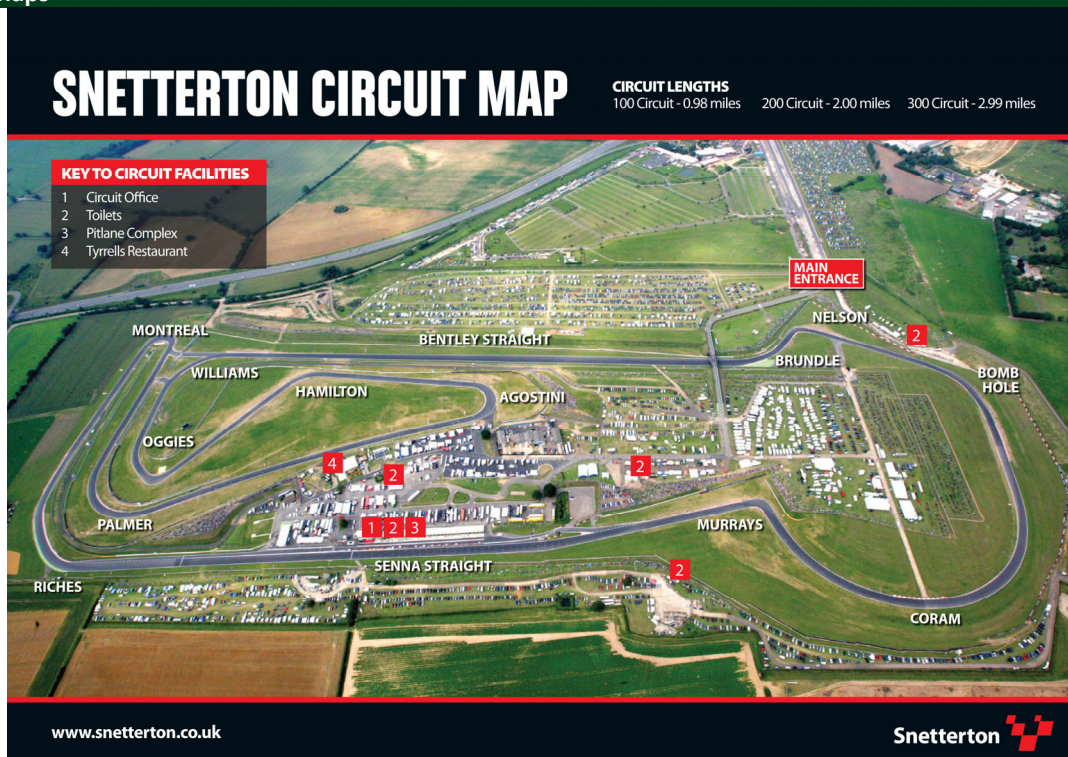 SNETTERTON CIRCUIT MAP
CIRCUIT LENGTHS
100 Circuit - 0.98 miles 200 Circuit - 2.00 miles 300 Circuit - 2.99 miles
KEY TO CIRCUIT FACILITIES
1 Circuit Office
2 Toilets
3 Pitlane Complex
4 Tyrrells Restaurant
MAIN
ENTRANCE
NELSON
2
MONTREAL
BENTLEY STRAIGHT
BRUNDLE
BOMB
HOLE
WILLIAMS
HAMILTON
AGOSTINI
OGGIES
4
2
2
PALMER
1 2 3
MURRAYS
SENNA STRAIGHT
2
RICHES
CORAM
www.snetterton.co.uk
Snetterton